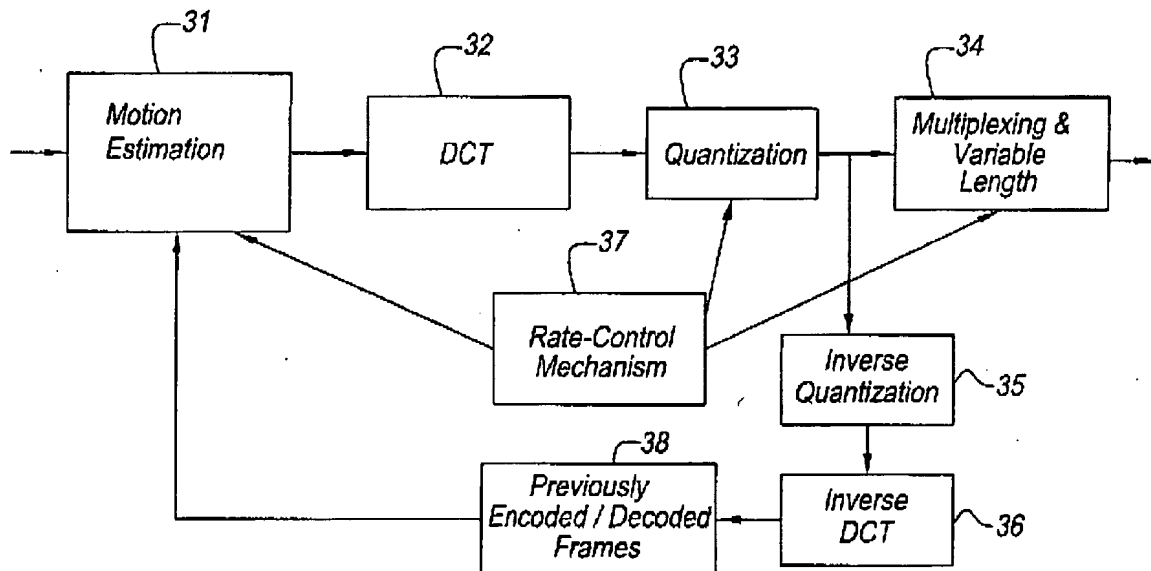 31
Motion
Estimation
32
DCT
33
Quantization
34
Multiplexing &
Variable
Length
37
Rate-Control
Mechanism
Inverse
Quantization
35
38
Previously
Encoded / Decoded
Frames
Inverse
DCT
36